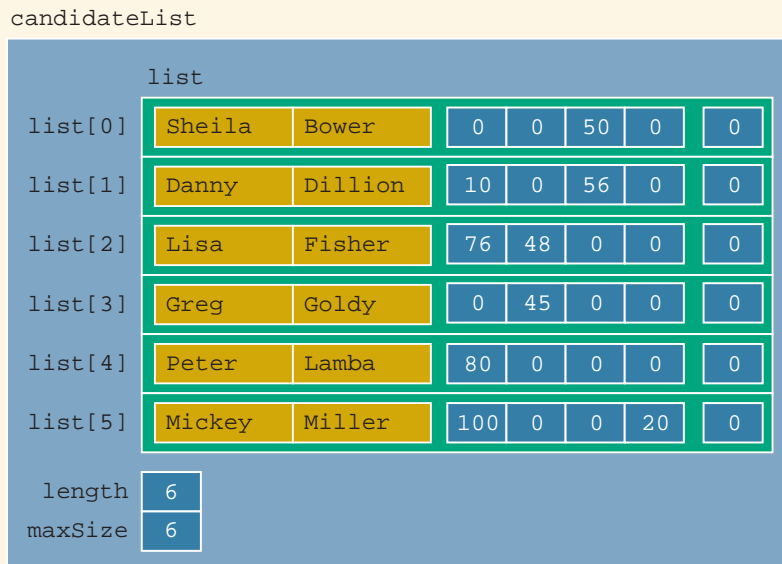 candidateList
list
list[0] Sheila Bower 0 0 50 0 0
list[1] Danny Dillion 10 0 56 0 0
list[2] Lisa Fisher 76 48 0 0 0
list[3] Greg Goldy 0 45 0 0 0
list[4] Peter Lamba 80 0 0 0 0
list[5] Mickey Miller 100 0 0 20 0
length 6
maxSize 6